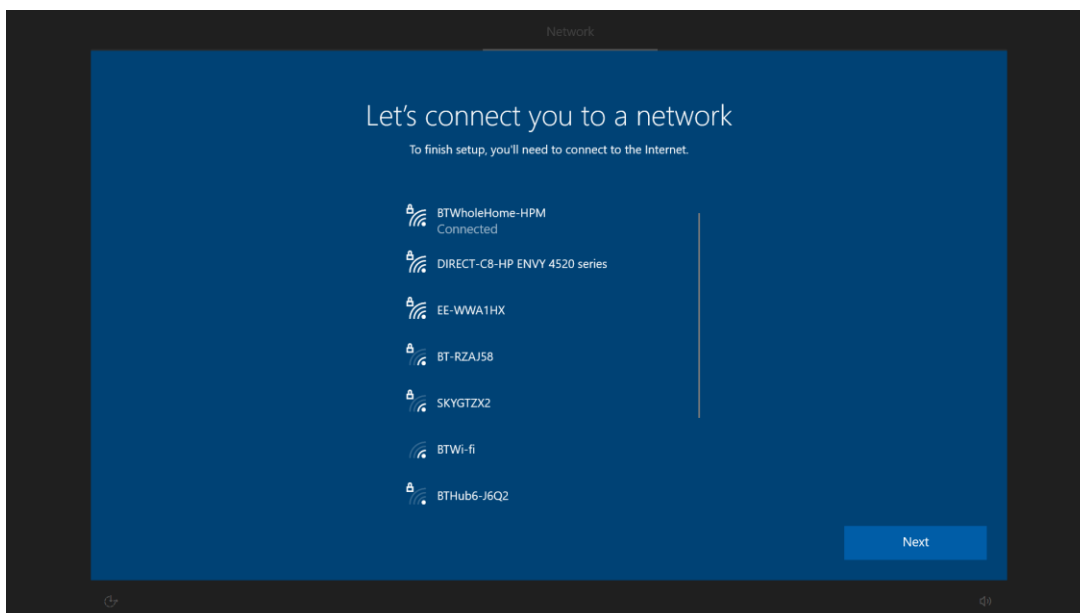 Network
Let's connect you to a network
To finish setup, you'll need to connect to the Internet.
BTWholeHome-HPM
Connected
DIRECT-C8-HP ENVY 4520 series
EE-WWA1HX
BT-RZAJ58
SKYGTZX2
BTWi-fi
BTHub6-J6Q2
Next